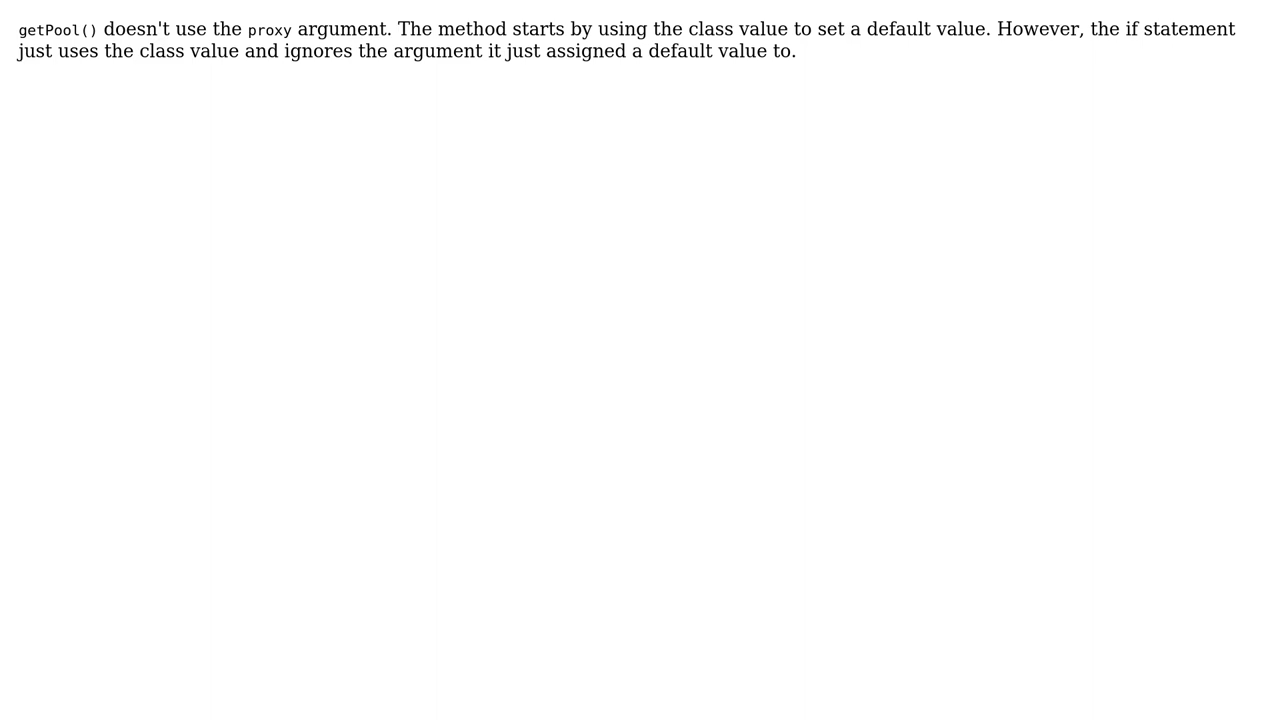 getPool() doesn't use the proxy argument. The method starts by using the class value to set a default value. However, the if statement
just uses the class value and ignores the argument it just assigned a default value to.